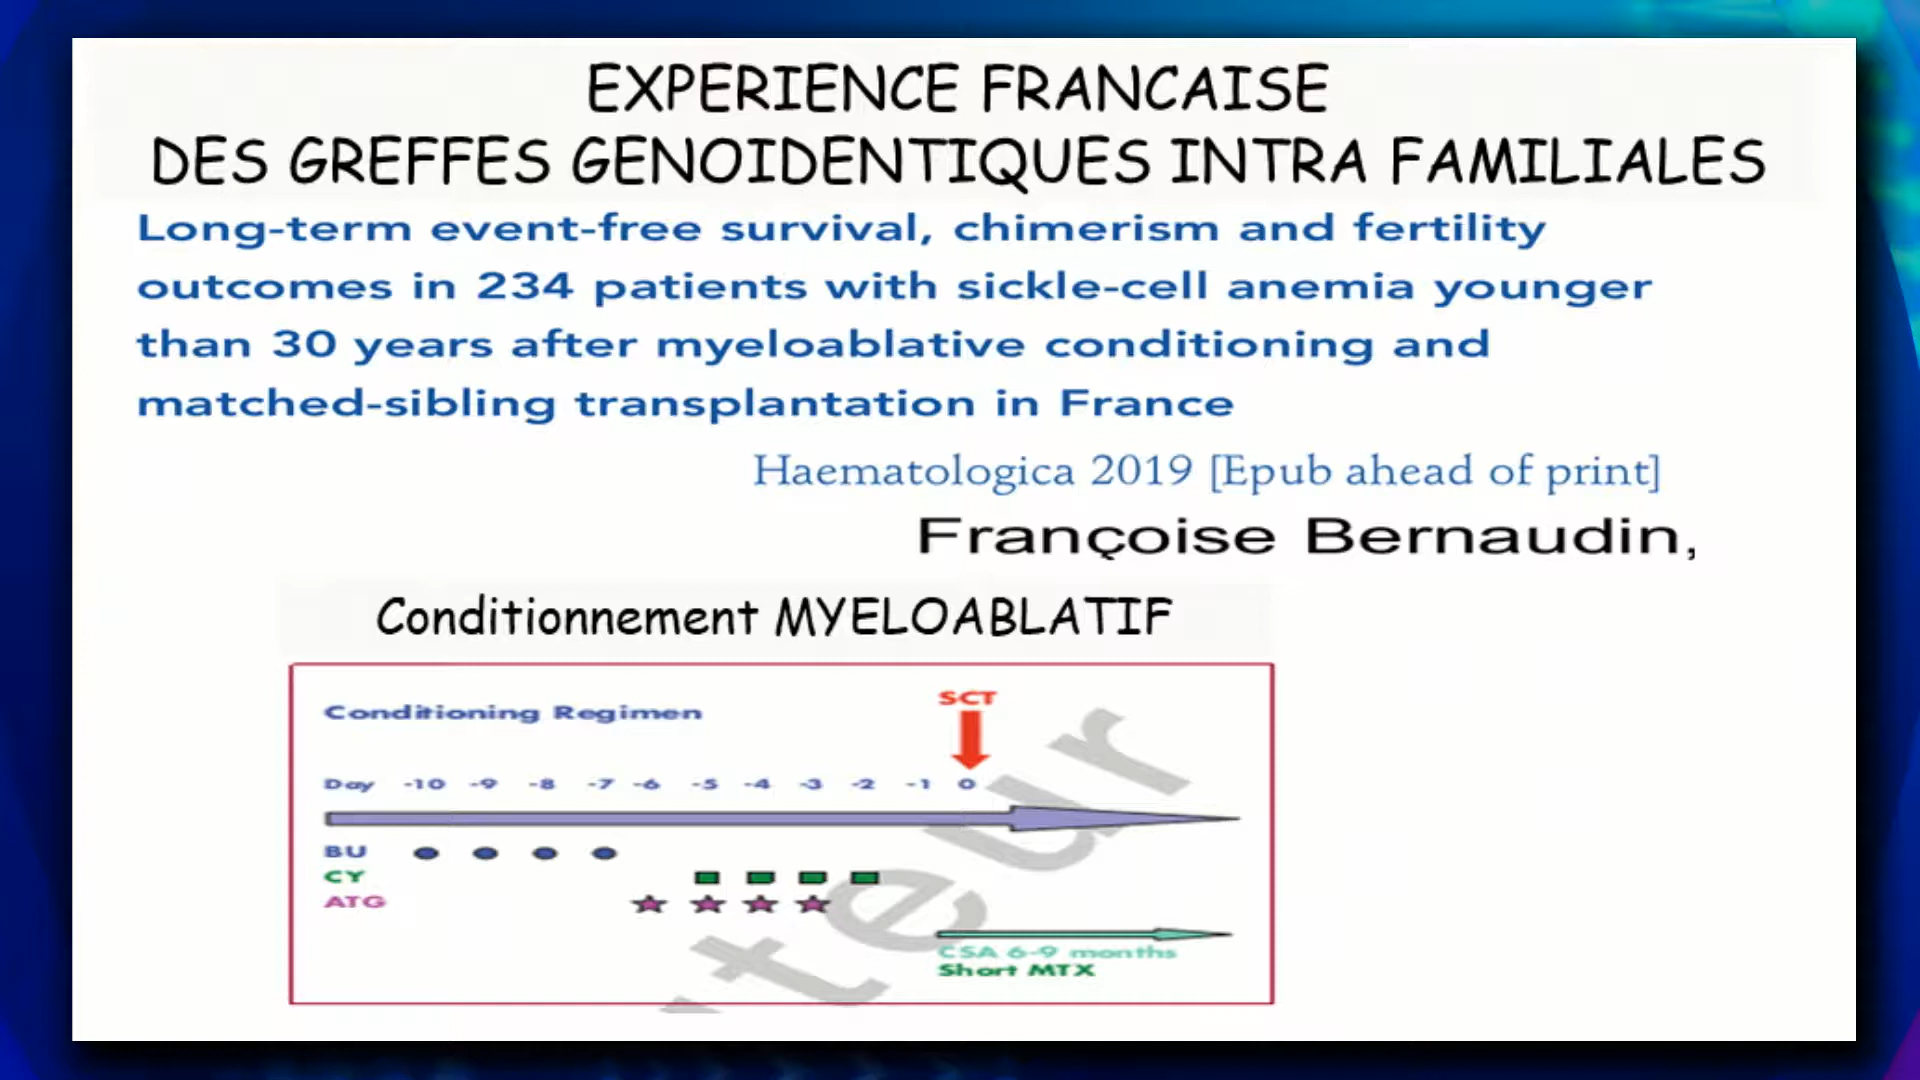 EXPERIENCE FRANCAISE
DES GREFFES GENOIDENTIQUES INTRA FAMILIALES
Long-term event-free survival, chimerism and fertility
outcomes in 234 patients with sickle-cell anemia younger
than 30 years after myeloablative conditioning and
matched-sibling transplantation in France
Haematologica 2019 [Epub ahead of print]
Françoise Bernaudin,
Conditionnement MYELOABLATIF
SCT
Conditioning Regimen
Day -10 -9 -8 -7 -6 -5 -4 -3 -2 -1 0
BU
CY
ATG
CSA 6-9 months
Short MTX
teur